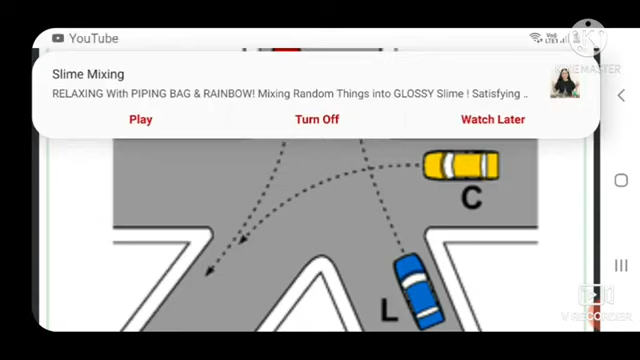 YouTube
KINEMASTER
Slime Mixing
RELAXING With PIPING BAG & RAINBOW! Mixing Random Things into GLOSSY Slime ! Satisfying ..
Play
Turn Off
Watch Later
C
L
V RECORDER